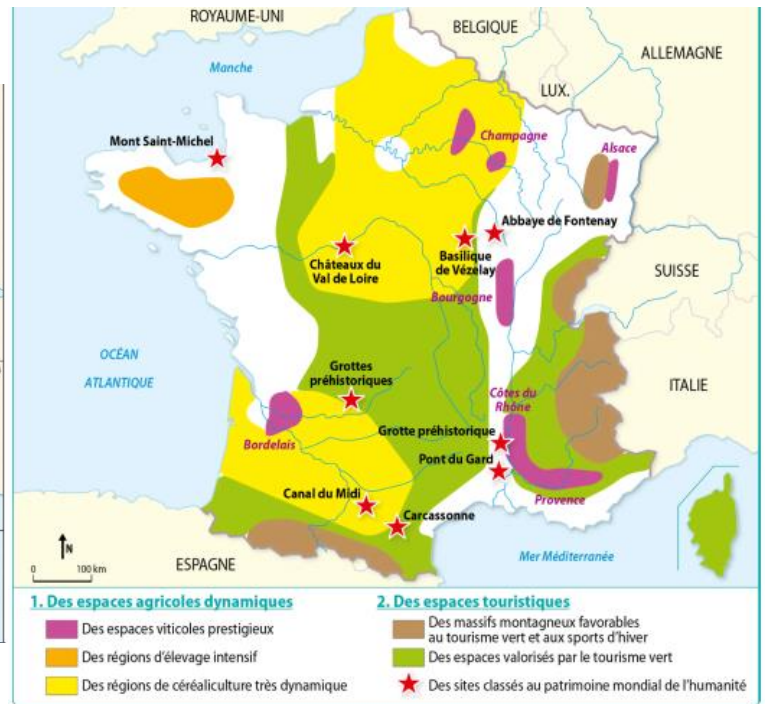 ROYAUME-UNI
BELGIQUE
ALLEMAGNE
Manche
LUX.
Mont Saint-Michel
Champagne
Alsace
Abbaye de Fontenay
Châteaux du
Val de Loire
Basilique
de Vézelay
SUISSE
Bourgogne
OCÉAN
ATLANTIQUE
Grottes
préhistoriques
ITALIE
Côtes du
Rhône
Grotte préhistorique
Bordelais
Pont du Gard
Canal du Midi
Provence
Carcassonne
N
ESPAGNE
Mer Méditerranée
0 100 km
1. Des espaces agricoles dynamiques
Des espaces viticoles prestigieux
Des régions d'élevage intensif
Des régions de céréaliculture très dynamique
2. Des espaces touristiques
Des massifs montagneux favorables
au tourisme vert et aux sports d'hiver
Des espaces valorisés par le tourisme vert
Des sites classés au patrimoine mondial de l'humanité